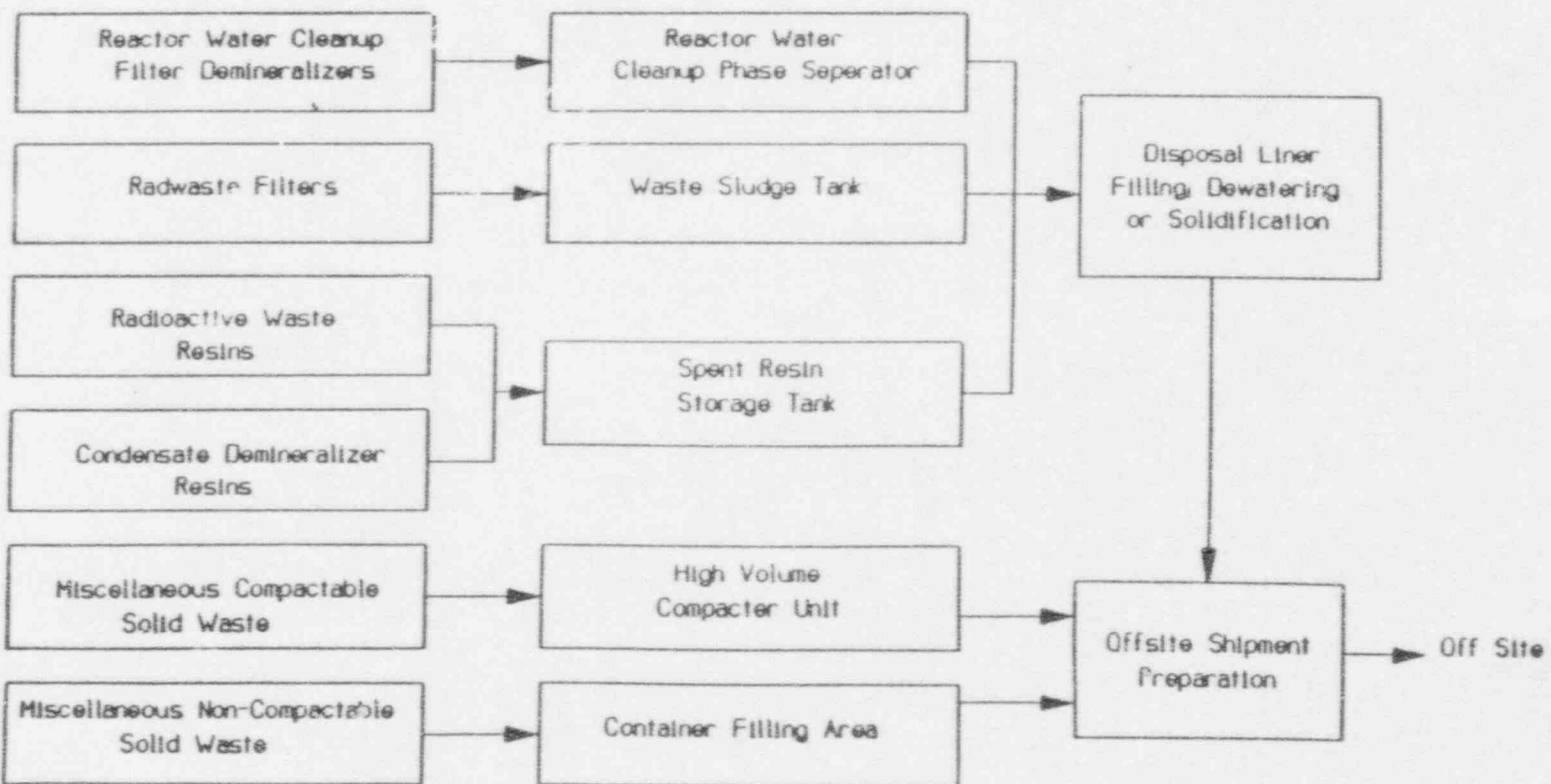 Reactor Water Cleanup
Filter Demineralizers
Reactor Water
Cleanup Phase Seperator
Radwaste Filters
Waste Sludge Tank
Disposal Liner
Filling, Dewatering
or Solidification
Radioactive Waste
Resins
Spent Resin
Storage Tank
Condensate Demineralizer
Resins
Miscellaneous Compactable
Solid Waste
High Volume
Compacter Unit
Offsite Shipment
Preparation
Off Site
Miscellaneous Non-Compactable
Solid Waste
Container Filling Area